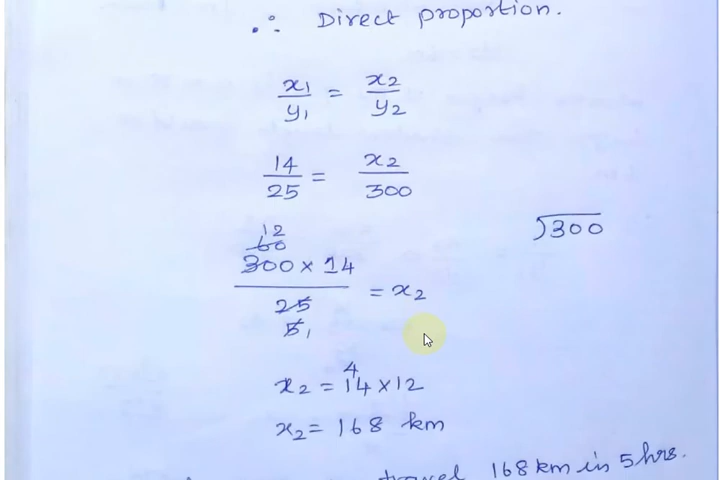 ∴ Direct proportion.
x1/y1 = x2/y2
14/25 = x2/300
12
60
300 × 14 / 25 = x2
5 1
300
4
x2 = 14 × 12
x2 = 168 km
travel 168 km in 5 hrs.